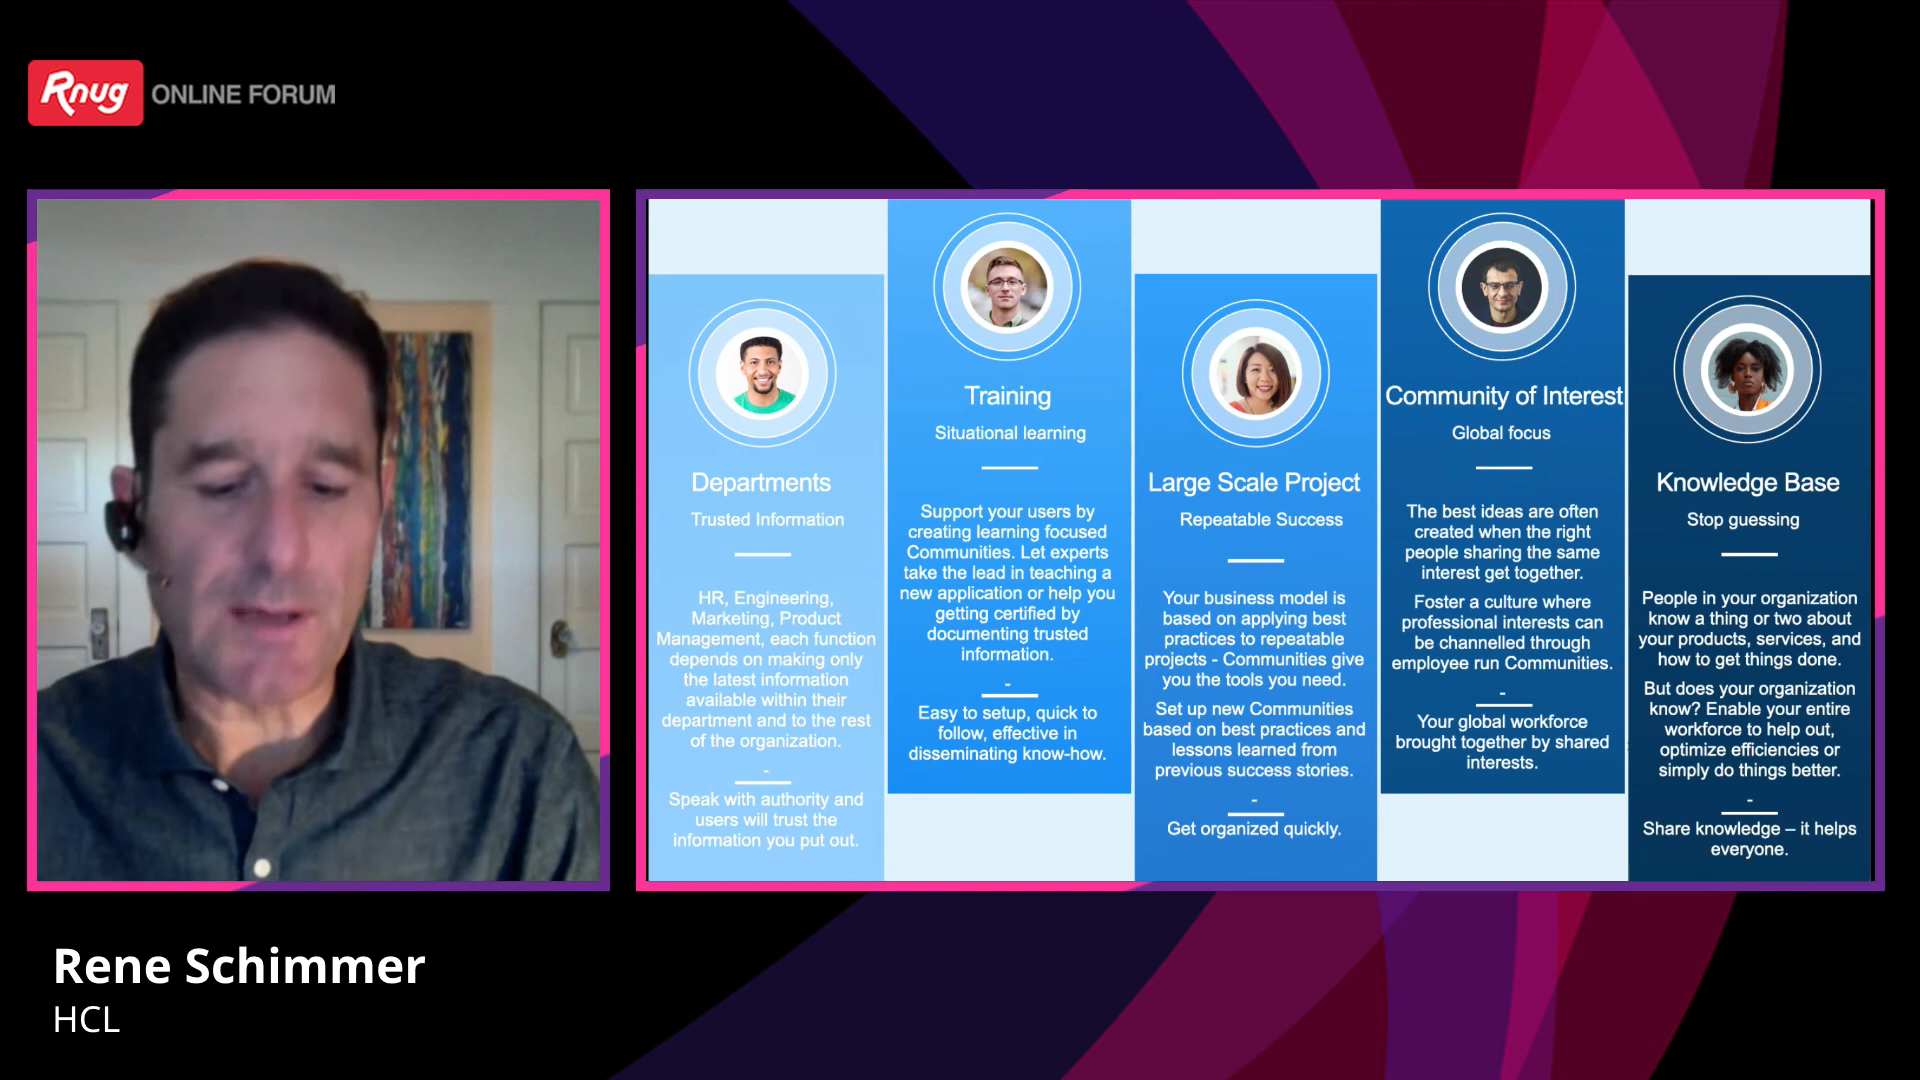 Rnug ONLINE FORUM
Departments
Trusted Information
HR, Engineering,
Marketing, Product
Management, each function
depends on making only
the latest information
available within their
department and to the rest
of the organization.
-
Speak with authority and
users will trust the
information you put out.
Training
Situational learning
Support your users by
creating learning focused
Communities. Let experts
take the lead in teaching a
new application or help you
getting certified by
documenting trusted
information.
-
Easy to setup, quick to
follow, effective in
disseminating know-how.
Large Scale Project
Repeatable Success
Your business model is
based on applying best
practices to repeatable
projects - Communities give
you the tools you need.
Set up new Communities
based on best practices and
lessons learned from
previous success stories.
-
Get organized quickly.
Community of Interest
Global focus
The best ideas are often
created when the right
people sharing the same
interest get together.
Foster a culture where
professional interests can
be channelled through
employee run Communities.
-
Your global workforce
brought together by shared
interests.
Knowledge Base
Stop guessing
People in your organization
know a thing or two about
your products, services, and
how to get things done.
But does your organization
know? Enable your entire
workforce to help out,
optimize efficiencies or
simply do things better.
-
Share knowledge – it helps
everyone.
Rene Schimmer
HCL